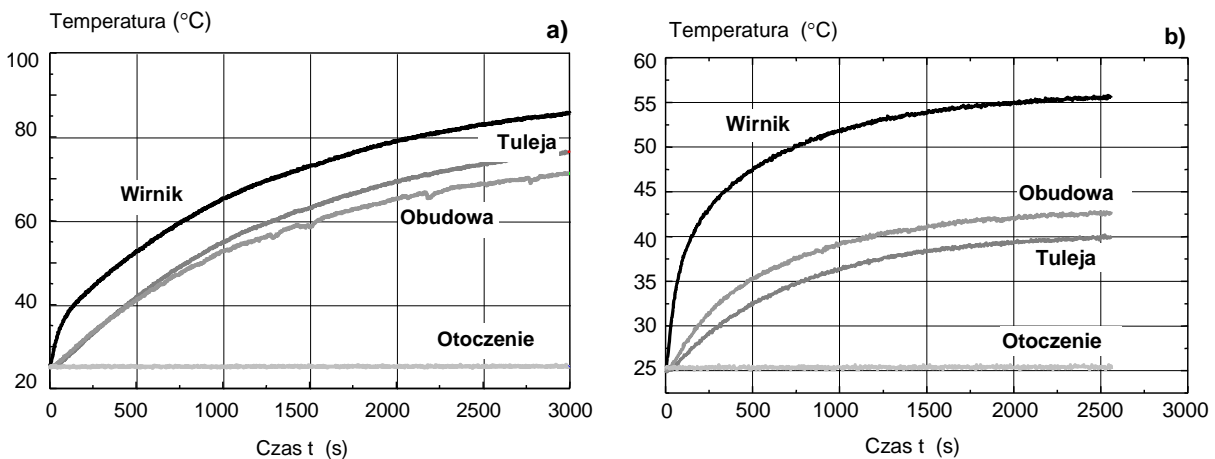 Temperatura (°C)
a)
100
80
60
40
20
Wirnik
Tuleja
Obudowa
Otoczenie
0 500 1000 1500 2000 2500 3000
Czas t (s)
Temperatura (°C)
b)
60
55
50
45
40
35
30
25
Wirnik
Obudowa
Tuleja
Otoczenie
0 500 1000 1500 2000 2500 3000
Czas t (s)